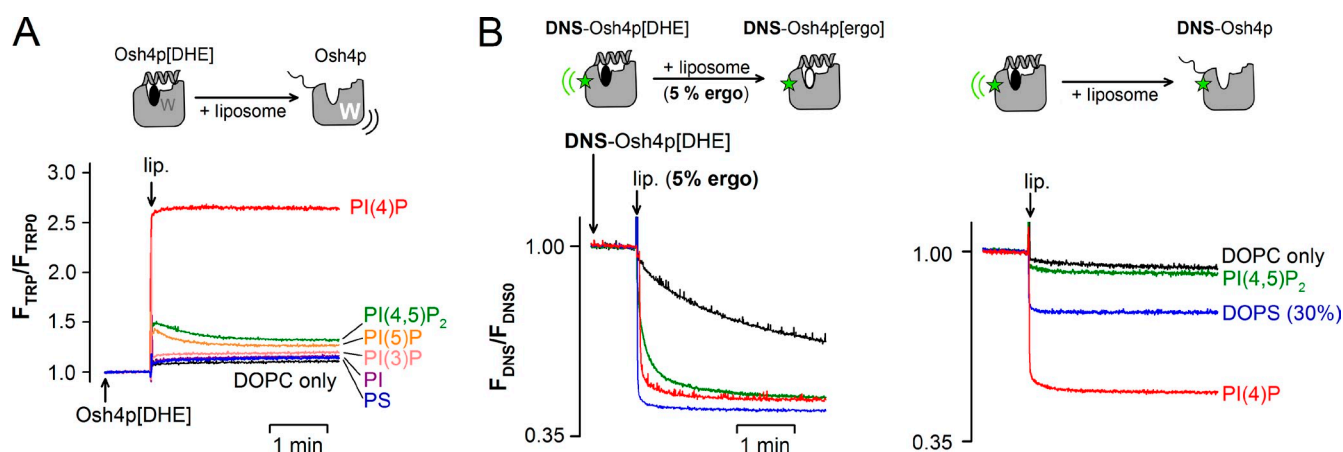 A
Osh4p[DHE]
Osh4p
W
+ liposome
W
3.0
2.5
2.0
1.5
1.0
F_TRP/F_TRP0
lip.
PI(4)P
PI(4,5)P₂
PI(5)P
PI(3)P
PI
PS
DOPC only
Osh4p[DHE]
1 min
B
DNS-Osh4p[DHE]
DNS-Osh4p[ergo]
+ liposome
(5 % ergo)
DNS-Osh4p[DHE]
lip. (5% ergo)
1.00
0.35
F_DNS/F_DNS0
1 min
DNS-Osh4p
+ liposome
lip.
1.00
0.35
DOPC only
PI(4,5)P₂
DOPS (30%)
PI(4)P